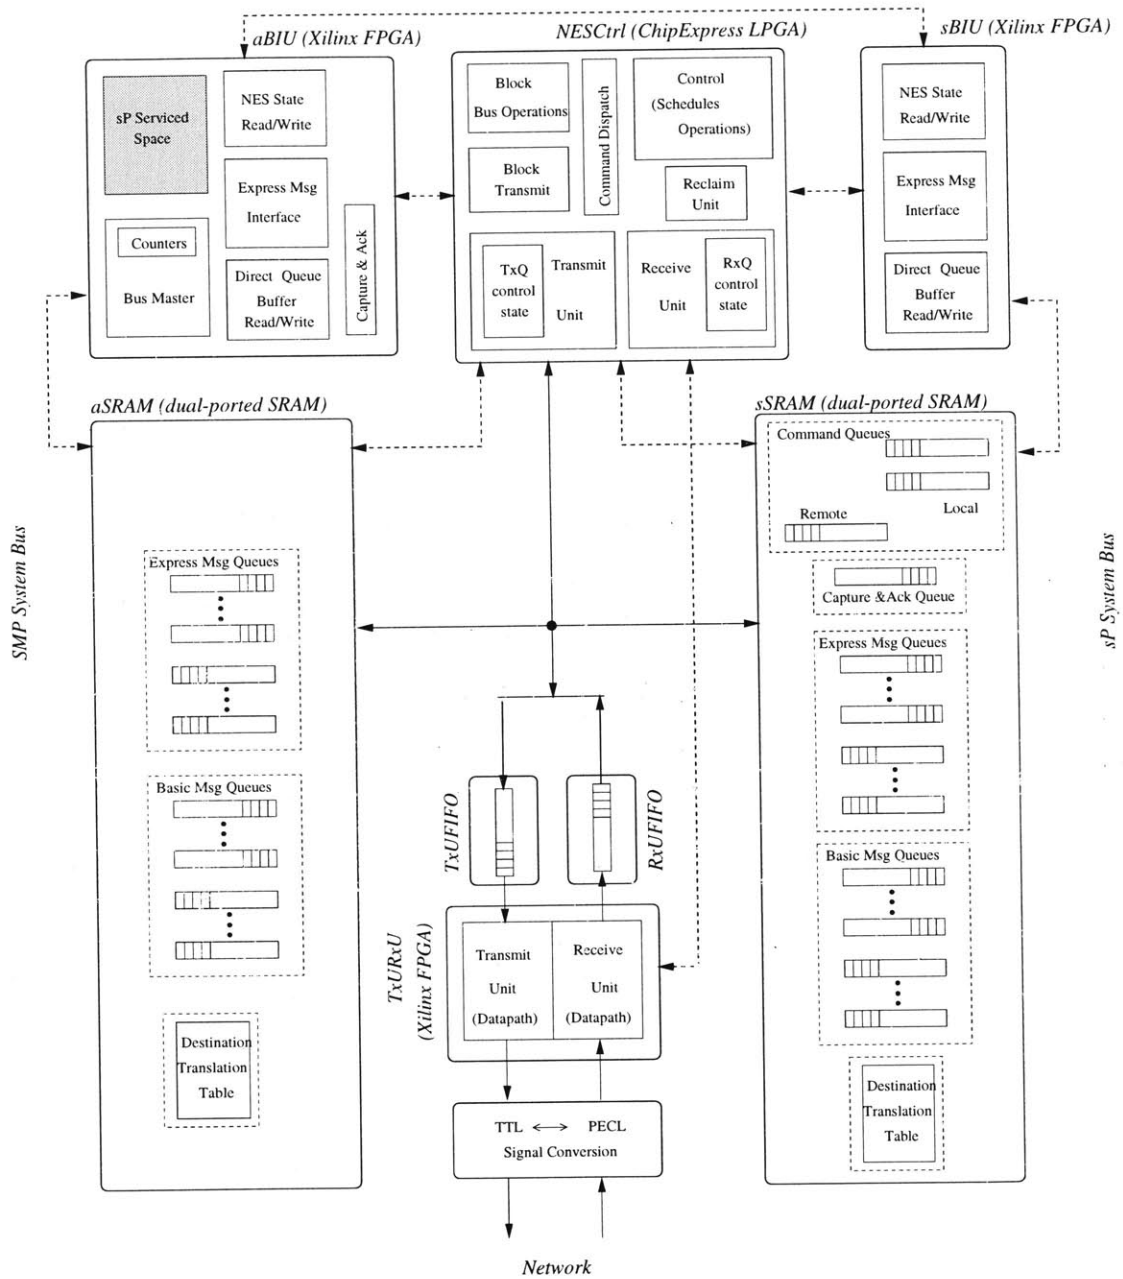 aBIU (Xilinx FPGA)
NESCtrl (ChipExpress LPGA)
sBIU (Xilinx FPGA)
sP Serviced
Space
NES State
Read/Write
Express Msg
Interface
Counters
Bus Master
Direct Queue
Buffer
Read/Write
Capture & Ack
Block
Bus Operations
Block
Transmit
Command Dispatch
Control
(Schedules
Operations)
Reclaim
Unit
TxQ
control
state
Transmit
Unit
Receive
Unit
RxQ
control
state
NES State
Read/Write
Express Msg
Interface
Direct Queue
Buffer
Read/Write
aSRAM (dual-ported SRAM)
sSRAM (dual-ported SRAM)
SMP System Bus
sP System Bus
Express Msg Queues
Basic Msg Queues
Destination
Translation
Table
Command Queues
Remote
Local
Capture &Ack Queue
Express Msg Queues
Basic Msg Queues
Destination
Translation
Table
TxUFIFO
RxUFIFO
TxURxU
(Xilinx FPGA)
Transmit
Unit
(Datapath)
Receive
Unit
(Datapath)
TTL PECL
Signal Conversion
Network